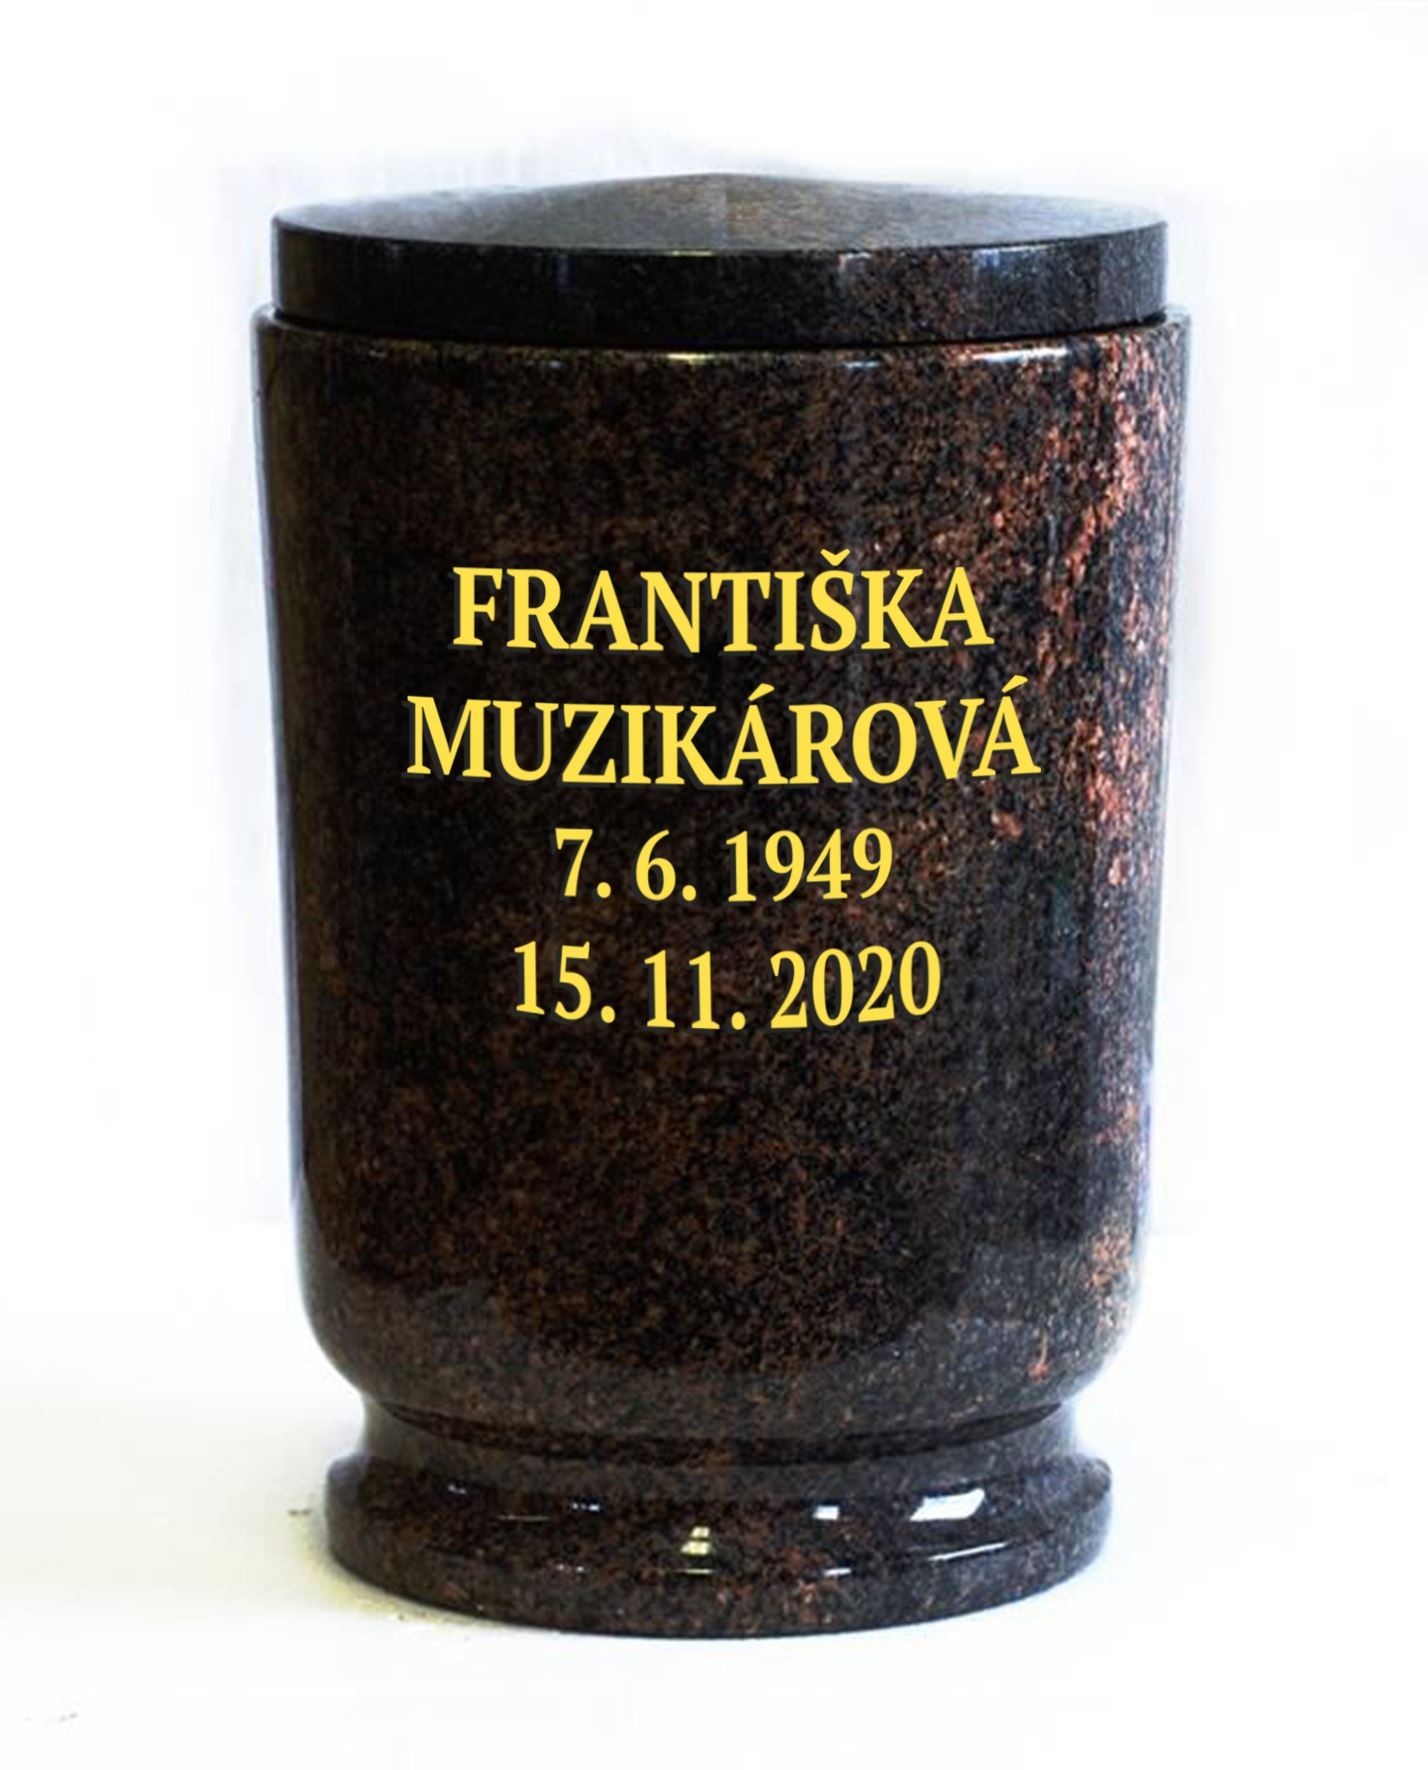 FRANTIŠKA
MUZIKÁROVÁ
7. 6. 1949
15. 11. 2020